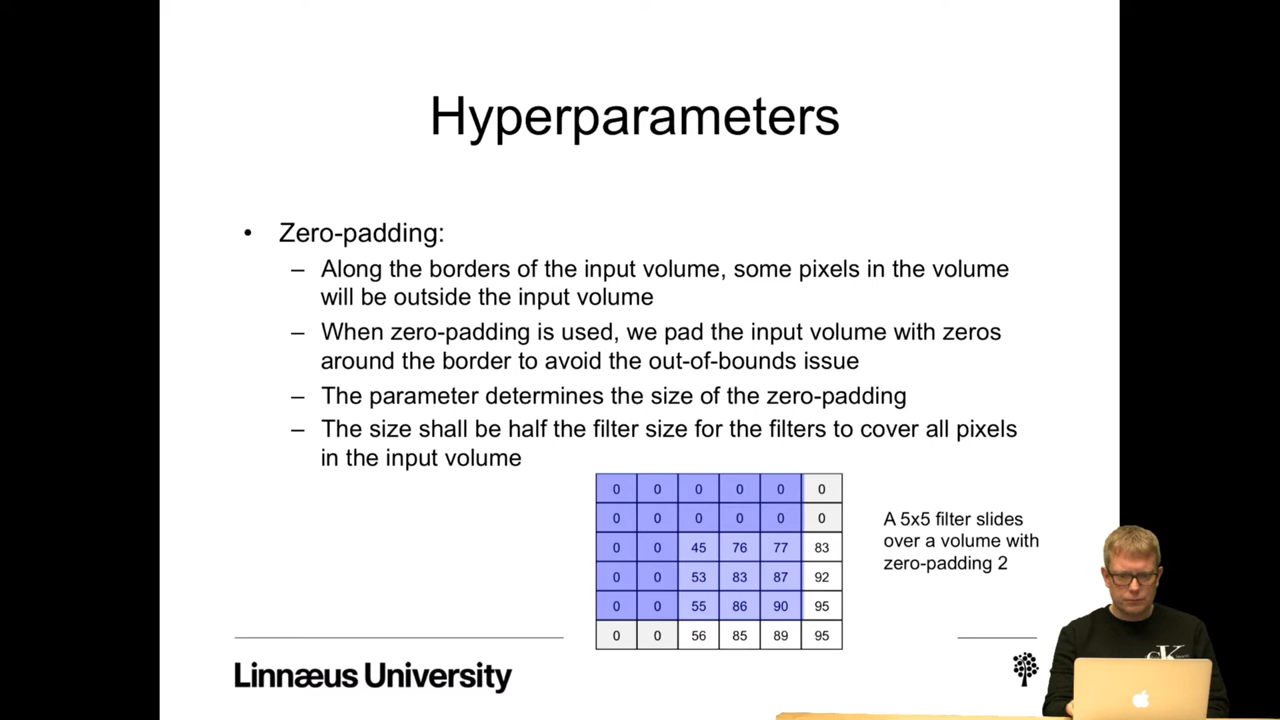 Hyperparameters
• Zero-padding:
– Along the borders of the input volume, some pixels in the volume
will be outside the input volume
– When zero-padding is used, we pad the input volume with zeros
around the border to avoid the out-of-bounds issue
– The parameter determines the size of the zero-padding
– The size shall be half the filter size for the filters to cover all pixels
in the input volume
0 0 0 0 0 0
0 0 0 0 0 0
0 0 45 76 77 83
0 0 53 83 87 92
0 0 55 86 90 95
0 0 56 85 89 95
A 5x5 filter slides
over a volume with
zero-padding 2
Linnæus University
CK